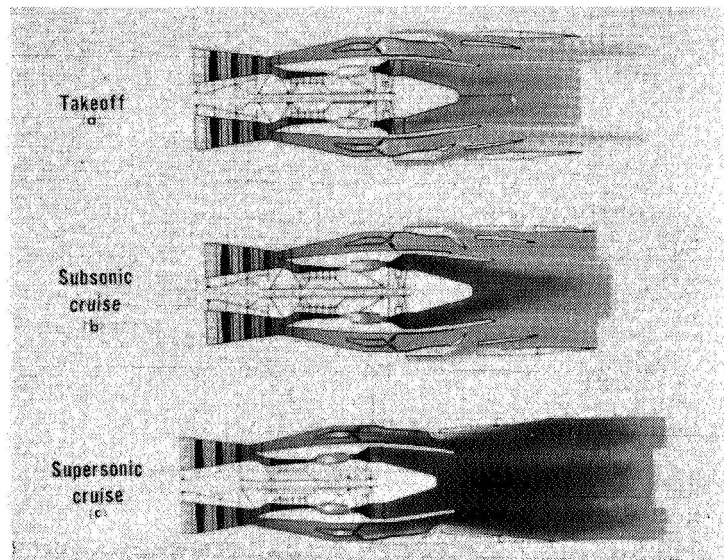 Takeoff
a
Subsonic
cruise
b
Supersonic
cruise
(c)